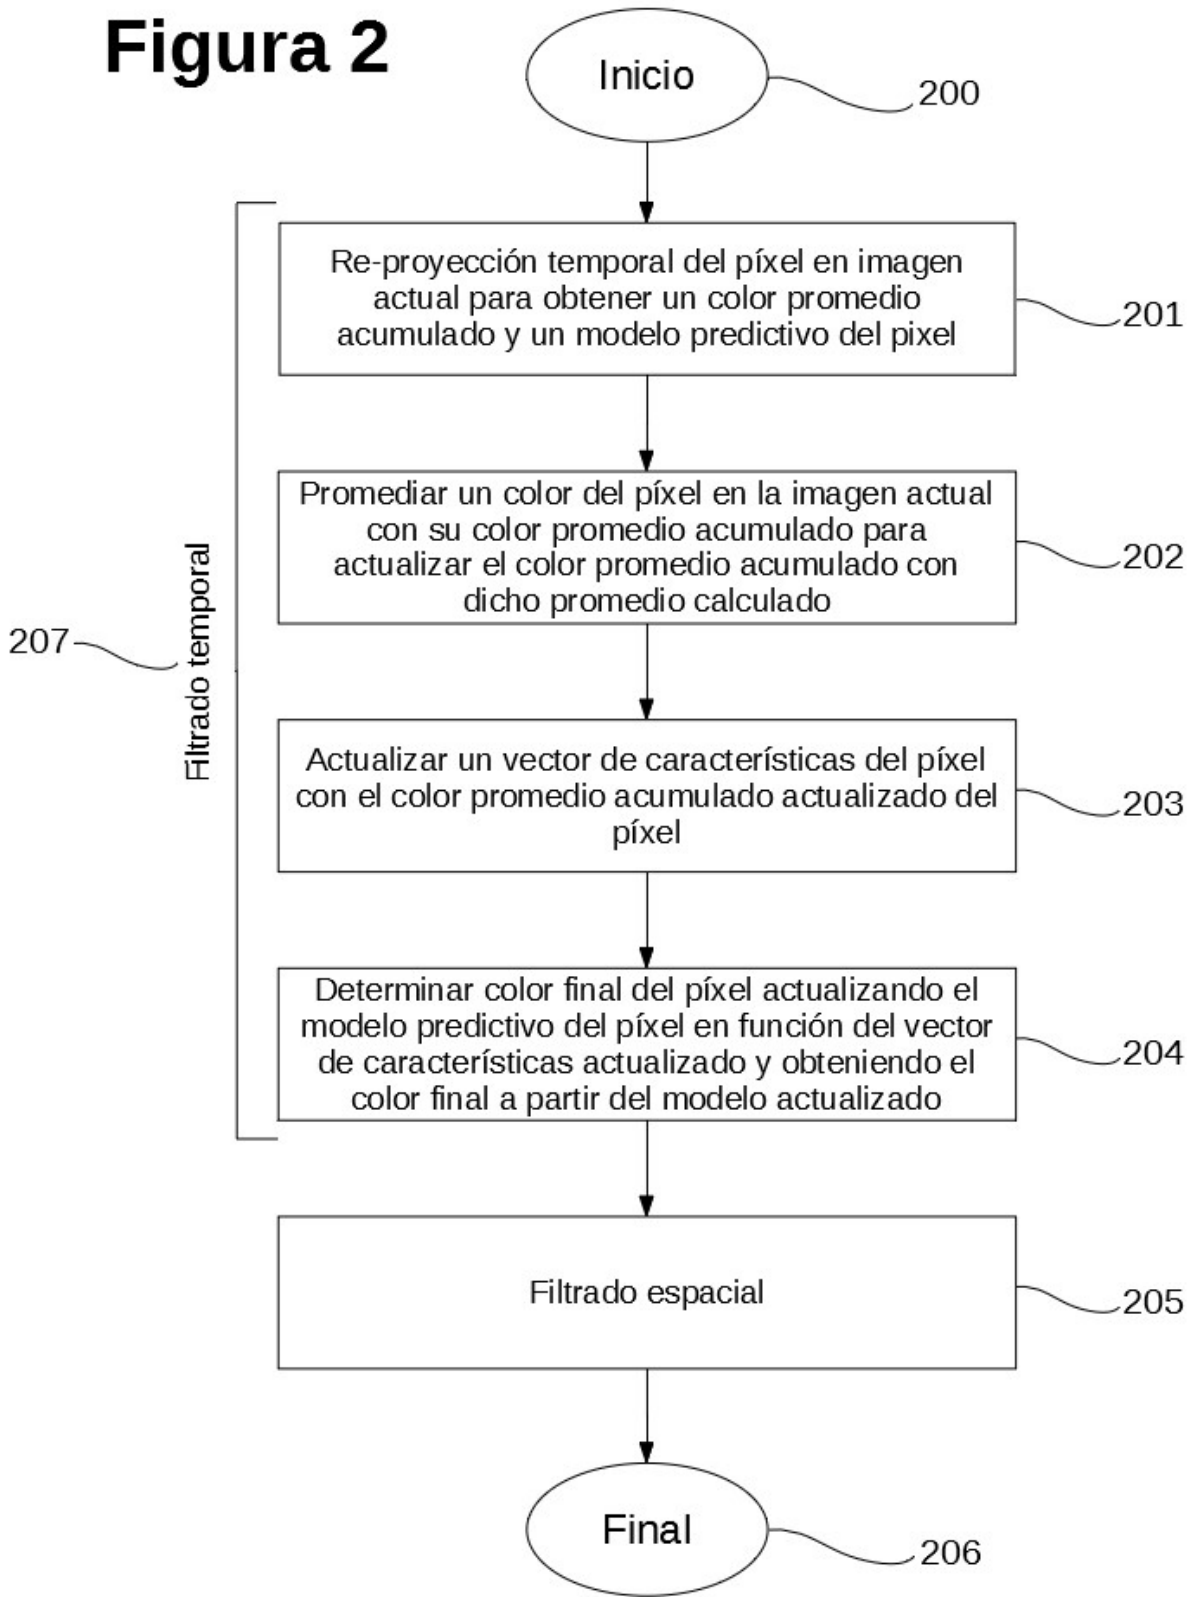 Figura 2
Inicio
200
Re-proyección temporal del píxel en imagen
actual para obtener un color promedio
acumulado y un modelo predictivo del pixel
201
Promediar un color del píxel en la imagen actual
con su color promedio acumulado para
actualizar el color promedio acumulado con
dicho promedio calculado
202
207
Filtrado temporal
Actualizar un vector de características del píxel
con el color promedio acumulado actualizado del
píxel
203
Determinar color final del píxel actualizando el
modelo predictivo del píxel en función del vector
de características actualizado y obteniendo el
color final a partir del modelo actualizado
204
Filtrado espacial
205
Final
206